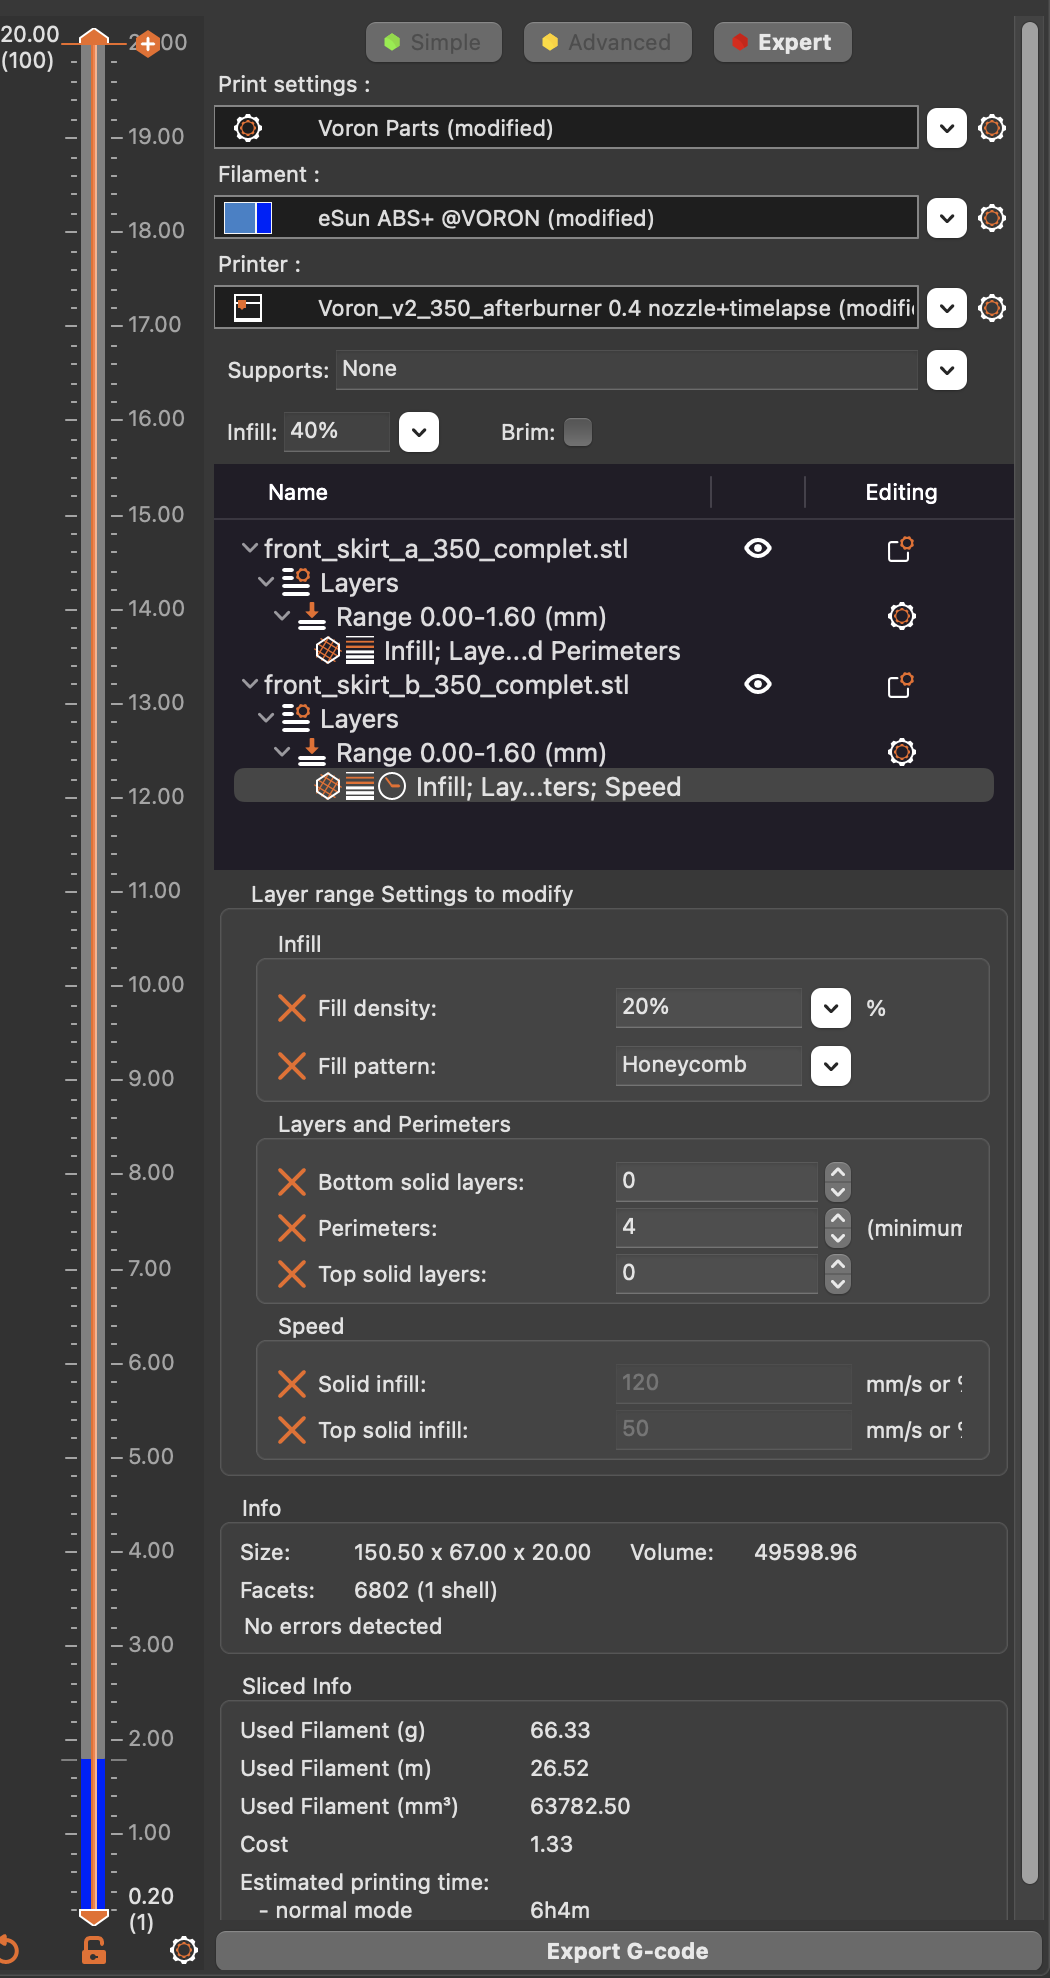 20.00
(100)
00
19.00
18.00
17.00
16.00
15.00
14.00
13.00
12.00
11.00
10.00
9.00
8.00
7.00
6.00
5.00
4.00
3.00
2.00
1.00
0.20
(1)
Simple Advanced Expert
Print settings :
Voron Parts (modified)
Filament :
eSun ABS+ @VORON (modified)
Printer :
Voron_v2_350_afterburner 0.4 nozzle+timelapse (modifi
Supports: None
Infill: 40% Brim:
Name Editing
front_skirt_a_350_complet.stl
Layers
Range 0.00-1.60 (mm)
Infill; Laye...d Perimeters
front_skirt_b_350_complet.stl
Layers
Range 0.00-1.60 (mm)
Infill; Lay...ters; Speed
Layer range Settings to modify
Infill
Fill density: 20% %
Fill pattern: Honeycomb
Layers and Perimeters
Bottom solid layers: 0
Perimeters: 4 (minimum
Top solid layers: 0
Speed
Solid infill: 120 mm/s or
Top solid infill: 50 mm/s or
Info
Size: 150.50 x 67.00 x 20.00 Volume: 49598.96
Facets: 6802 (1 shell)
No errors detected
Sliced Info
Used Filament (g) 66.33
Used Filament (m) 26.52
Used Filament (mm³) 63782.50
Cost 1.33
Estimated printing time:
- normal mode 6h4m
Export G-code